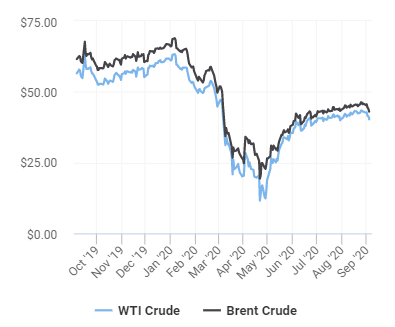 $75.00
$50.00
$25.00
$0.00
Oct '19
Nov '19
Dec '19
Jan '20
Feb '20
Mar '20
Apr '20
May '20
Jun '20
Jul '20
Aug '20
Sep '20
WTI Crude Brent Crude